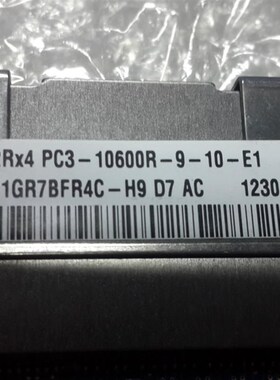 Rx4 PC3-10600R-9-10-E1
1GR7BFR4C-H9 D7 AC 1230